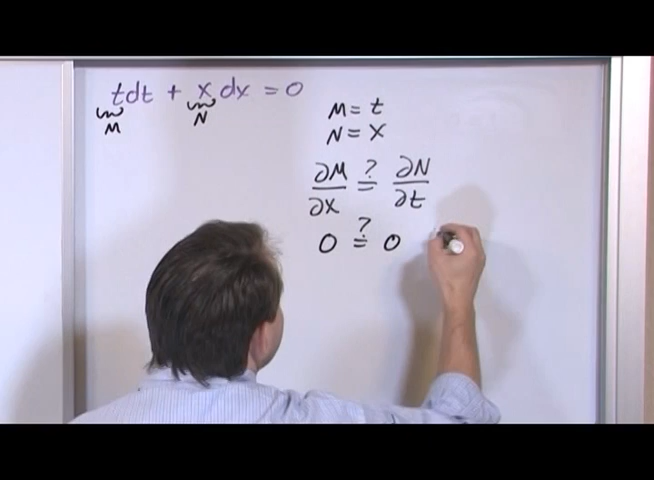 tdt + xdx = 0
M N
M = t
N = x
∂M/∂x ?= ∂N/∂t
0 ?= 0